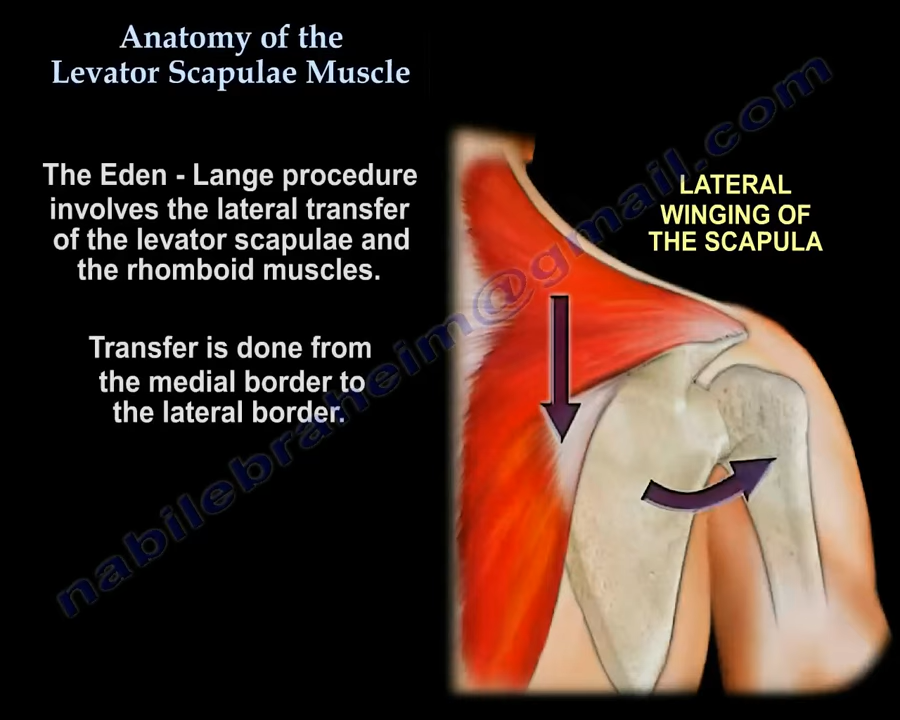 Anatomy of the
Levator Scapulae Muscle
The Eden - Lange procedure
involves the lateral transfer
of the levator scapulae and
the rhomboid muscles.
Transfer is done from
the medial border to
the lateral border.
LATERAL
WINGING OF
THE SCAPULA
nabilebraheim@gmail.com